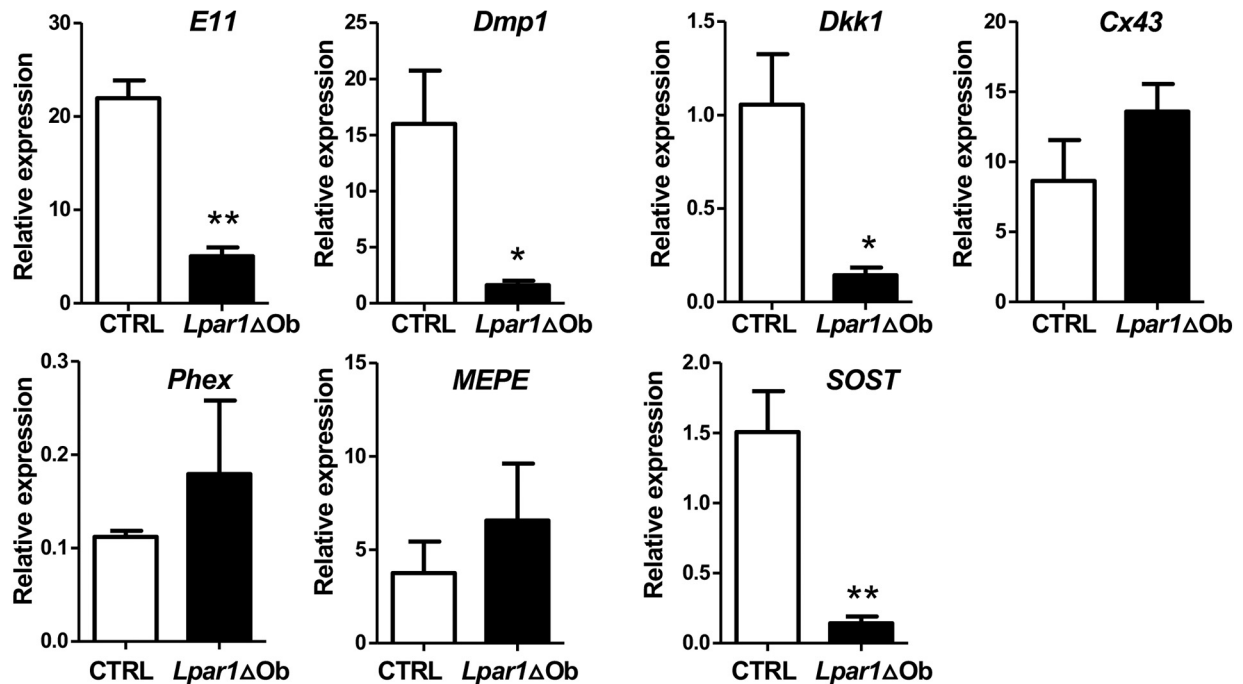 E11
Relative expression
30
20
10
0
**
CTRL Lpar1ΔOb
Dmp1
Relative expression
25
20
15
10
5
0
*
CTRL Lpar1ΔOb
Dkk1
Relative expression
1.5
1.0
0.5
0.0
*
CTRL Lpar1ΔOb
Cx43
Relative expression
20
15
10
5
0
CTRL Lpar1ΔOb
Phex
Relative expression
0.3
0.2
0.1
0.0
CTRL Lpar1ΔOb
MEPE
Relative expression
15
10
5
0
CTRL Lpar1ΔOb
SOST
Relative expression
2.0
1.5
1.0
0.5
0.0
**
CTRL Lpar1ΔOb